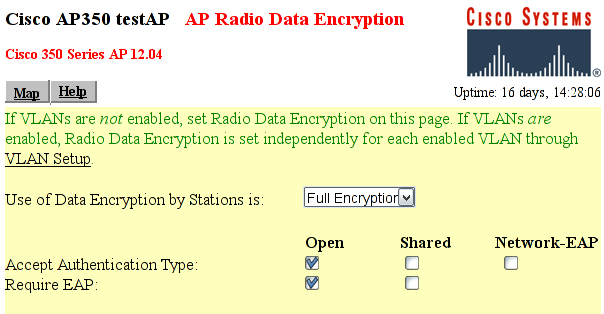 Cisco AP350 testAP AP Radio Data Encryption
CISCO SYSTEMS
Cisco 350 Series AP 12.04
Map Help
Uptime: 16 days, 14:28:06
If VLANs are not enabled, set Radio Data Encryption on this page. If VLANs are
enabled, Radio Data Encryption is set independently for each enabled VLAN through
VLAN Setup.
Use of Data Encryption by Stations is: Full Encryption
Open Shared Network-EAP
Accept Authentication Type:
Require EAP: